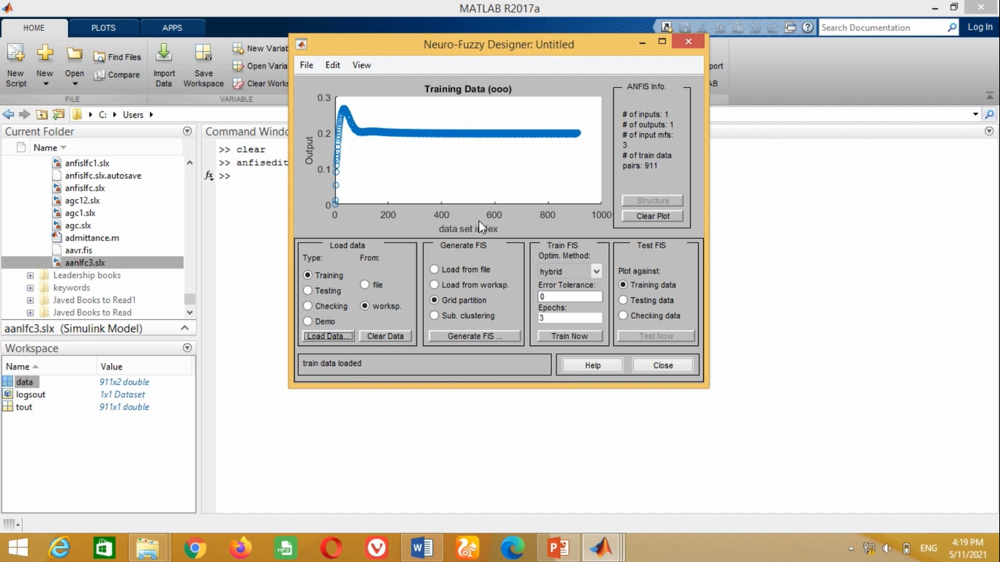 MATLAB R2017a
HOME
PLOTS
APPS
Search Documentation
Log In
New Script
New
Open
Find Files
Compare
Import Data
Save Workspace
New Varia
Open Varia
Clear Works
port
AB
FILE
VARIABLE
C:
Users
Current Folder
Name
anfislfc1.slx
anfislfc.slx.autosave
anfislfc.slx
agc12.slx
agc1.slx
agc.slx
admittance.m
aavr.fis
aanlfc3.slx
Leadership books
keywords
Javed Books to Read1
Javed Books to Read
aanlfc3.slx (Simulink Model)
Workspace
Name
Value
data
911x2 double
logsout
1x1 Dataset
tout
911x1 double
Command Windo
>> clear
>> anfisedit
fx >>
Neuro-Fuzzy Designer: Untitled
File
Edit
View
Training Data (ooo)
0.3
0.2
0.1
0
Output
0
200
400
600
800
1000
data set index
ANFIS Info.
# of inputs: 1
# of outputs: 1
# of input mfs:
3
# of train data
pairs: 911
Structure
Clear Plot
Load data
Type:
From:
Training
Testing
Checking
Demo
file
worksp.
Load Data...
Clear Data
Generate FIS
Load from file
Load from worksp.
Grid partition
Sub. clustering
Generate FIS ...
Train FIS
Optim. Method:
hybrid
Error Tolerance:
0
Epochs:
3
Train Now
Test FIS
Plot against:
Training data
Testing data
Checking data
Test Now
train data loaded
Help
Close
ENG
4:19 PM
5/11/2021